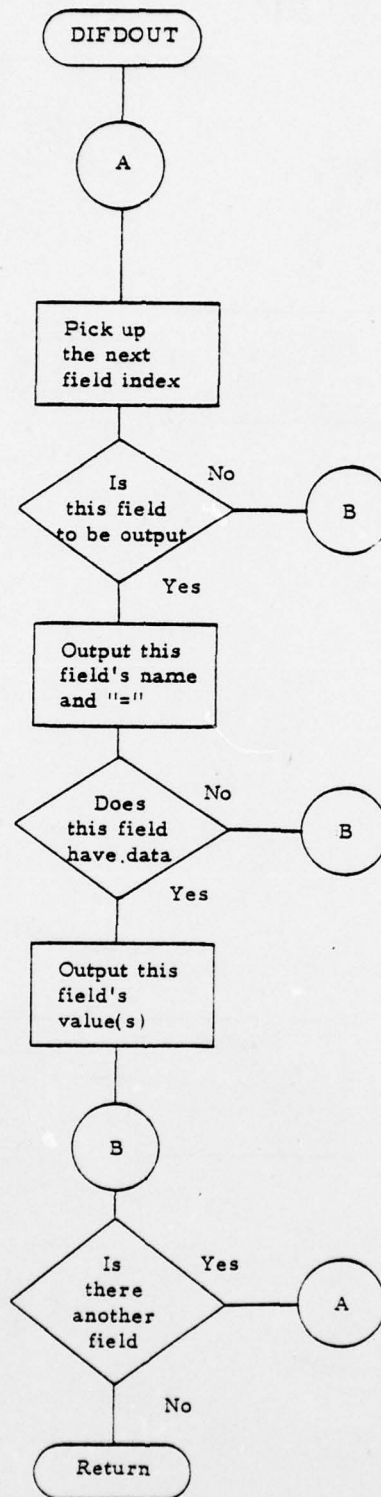 DIFDOUT
A
Pick up
the next
field index
Is
this field
to be output
No
B
Yes
Output this
field's name
and "="
Does
this field
have.data
No
B
Yes
Output this
field's
value(s)
B
Is
there
another
field
Yes
A
No
Return